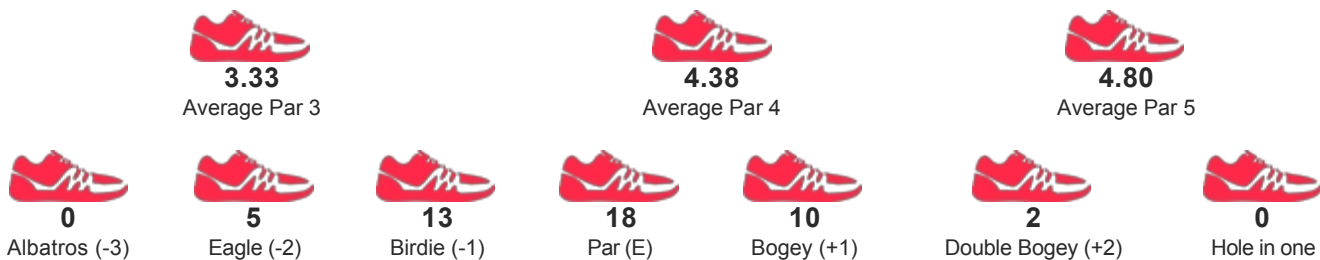 3.33 4.38 4.80
Average Par 3 Average Par 4 Average Par 5
0 5 13 18 10 2 0
Albatros (-3) Eagle (-2) Birdie (-1) Par (E) Bogey (+1) Double Bogey (+2) Hole in one